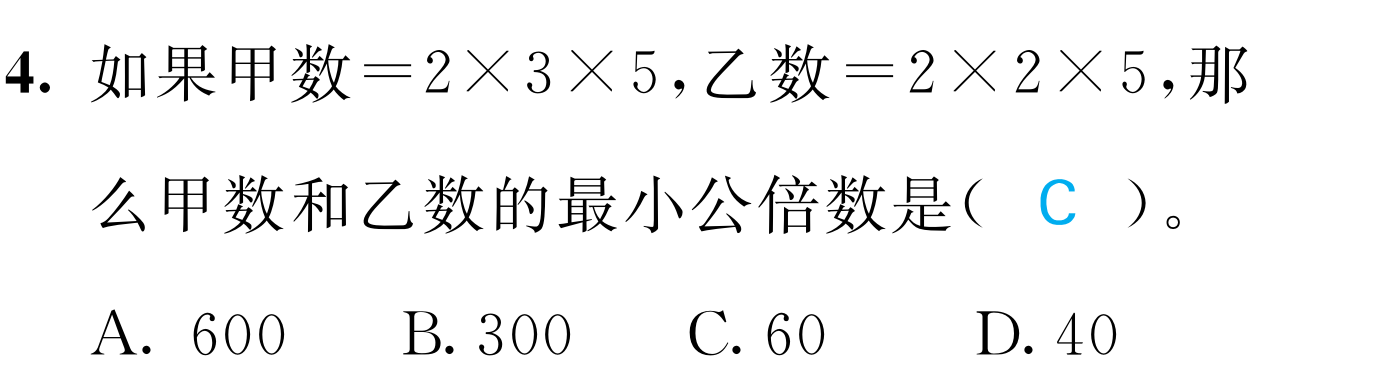 4. 如果甲数=2×3×5,乙数=2×2×5,那
么甲数和乙数的最小公倍数是( C )。
A. 600 B. 300 C. 60 D. 40